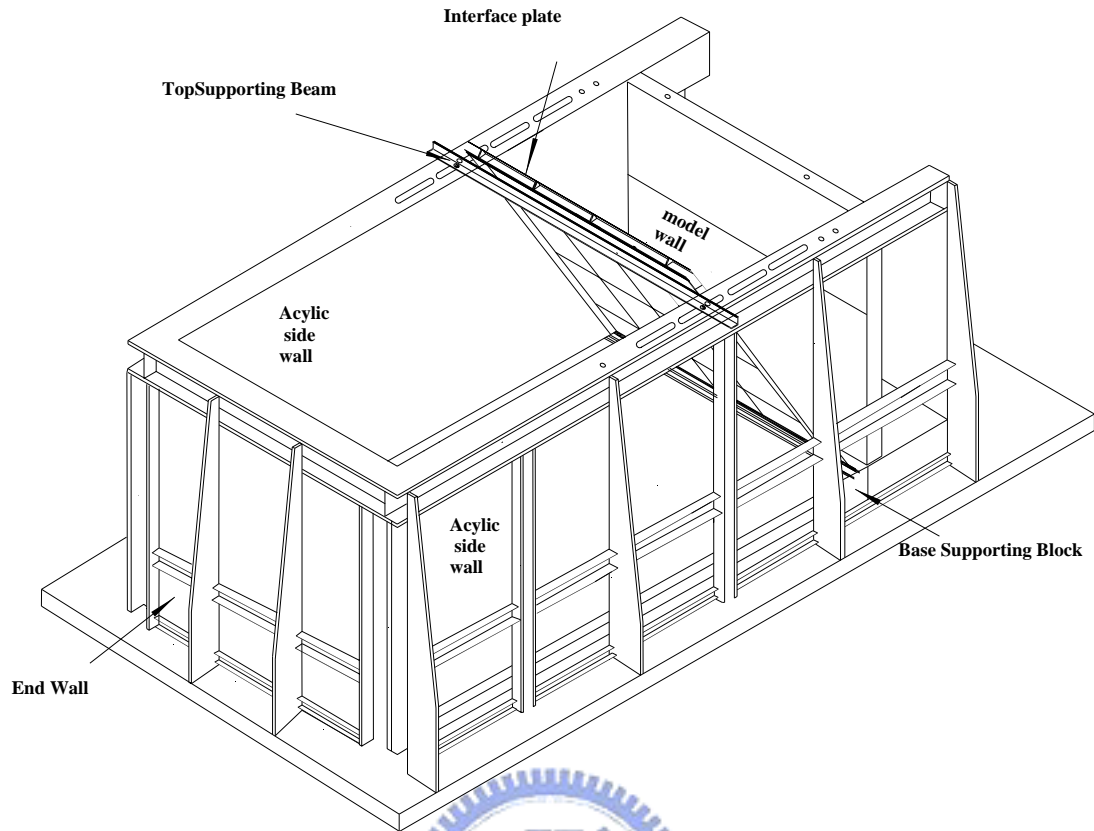 Interface plate
TopSupporting Beam
model
wall
Acylic
side
wall
Acylic
side
wall
Base Supporting Block
End Wall